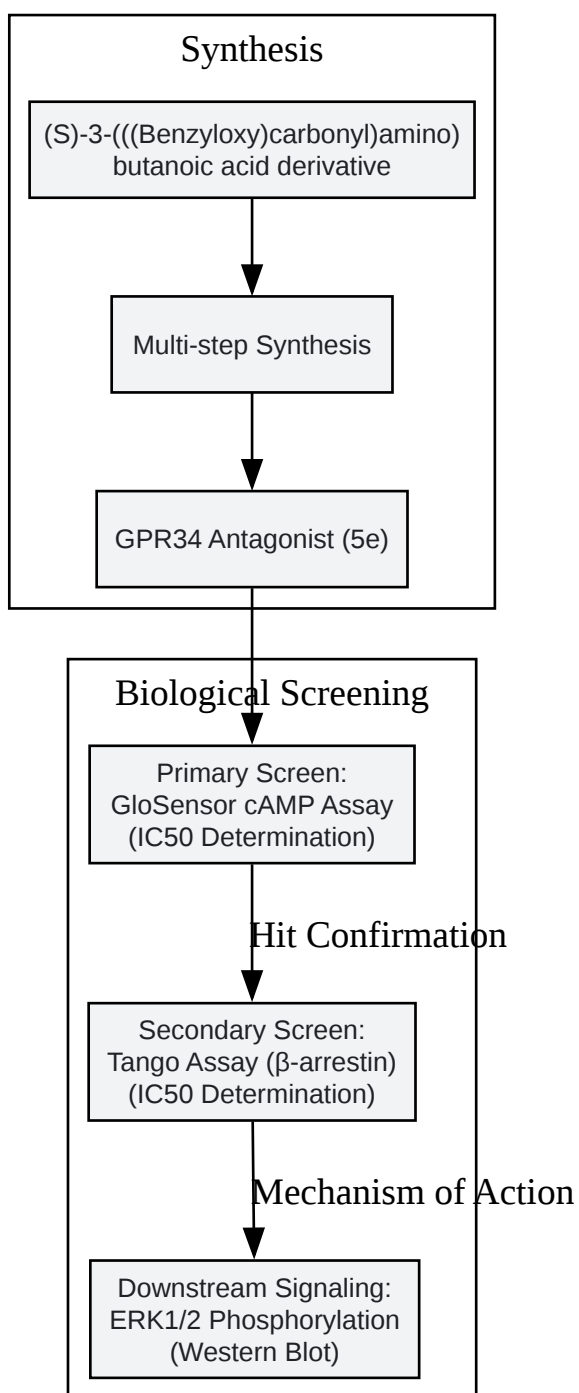 Synthesis
(S)-3-(((Benzyloxy)carbonyl)amino)
butanoic acid derivative
Multi-step Synthesis
GPR34 Antagonist (5e)
Biological Screening
Primary Screen:
GloSensor cAMP Assay
(IC50 Determination)
Hit Confirmation
Secondary Screen:
Tango Assay (β-arrestin)
(IC50 Determination)
Mechanism of Action
Downstream Signaling:
ERK1/2 Phosphorylation
(Western Blot)